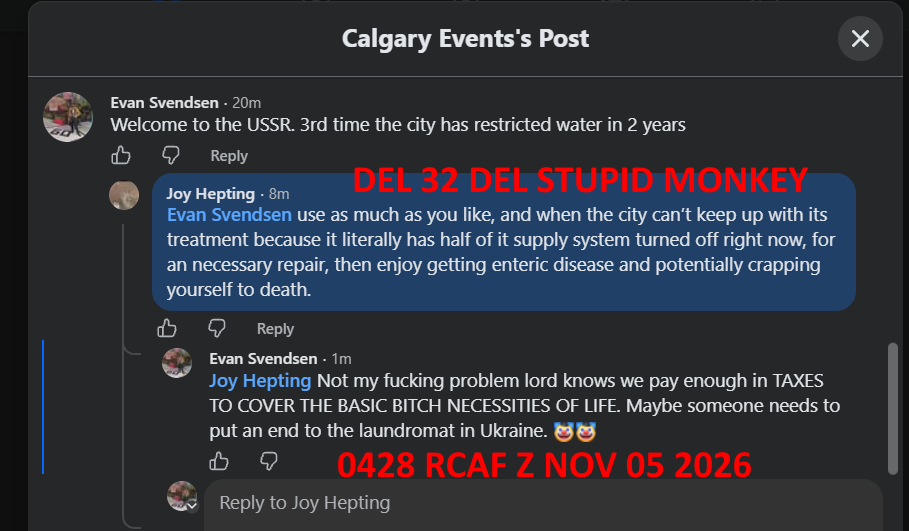 Calgary Events's Post
Evan Svendsen · 20m
Welcome to the USSR. 3rd time the city has restricted water in 2 years
Reply
DEL 32 DEL STUPID MONKEY
Joy Hepting · 8m
Evan Svendsen use as much as you like, and when the city can't keep up with its
treatment because it literally has half of it supply system turned off right now, for
an necessary repair, then enjoy getting enteric disease and potentially crapping
yourself to death.
Reply
Evan Svendsen · 1m
Joy Hepting Not my fucking problem lord knows we pay enough in TAXES
TO COVER THE BASIC BITCH NECESSITIES OF LIFE. Maybe someone needs to
put an end to the laundromat in Ukraine. 🤡🤡
0428 RCAF Z NOV 05 2026
Reply to Joy Hepting